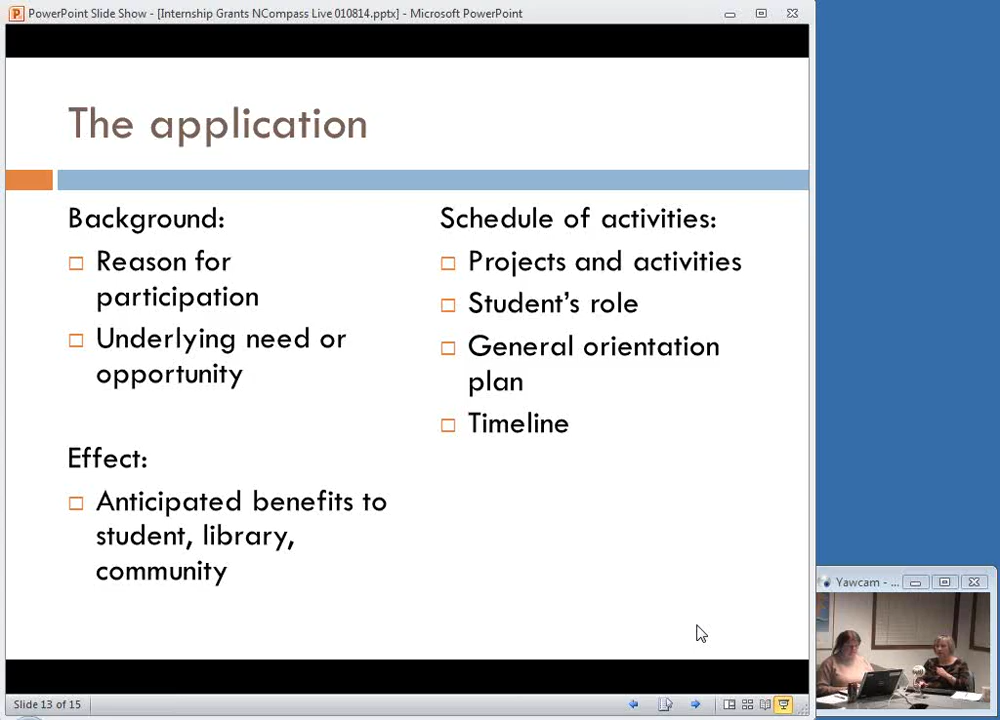 PowerPoint Slide Show - [Internship Grants NCompass Live 010814.pptx] - Microsoft PowerPoint
The application
Background:
Reason for
participation
Underlying need or
opportunity
Effect:
Anticipated benefits to
student, library,
community
Schedule of activities:
Projects and activities
Student's role
General orientation
plan
Timeline
Yawcam - ...
Slide 13 of 15